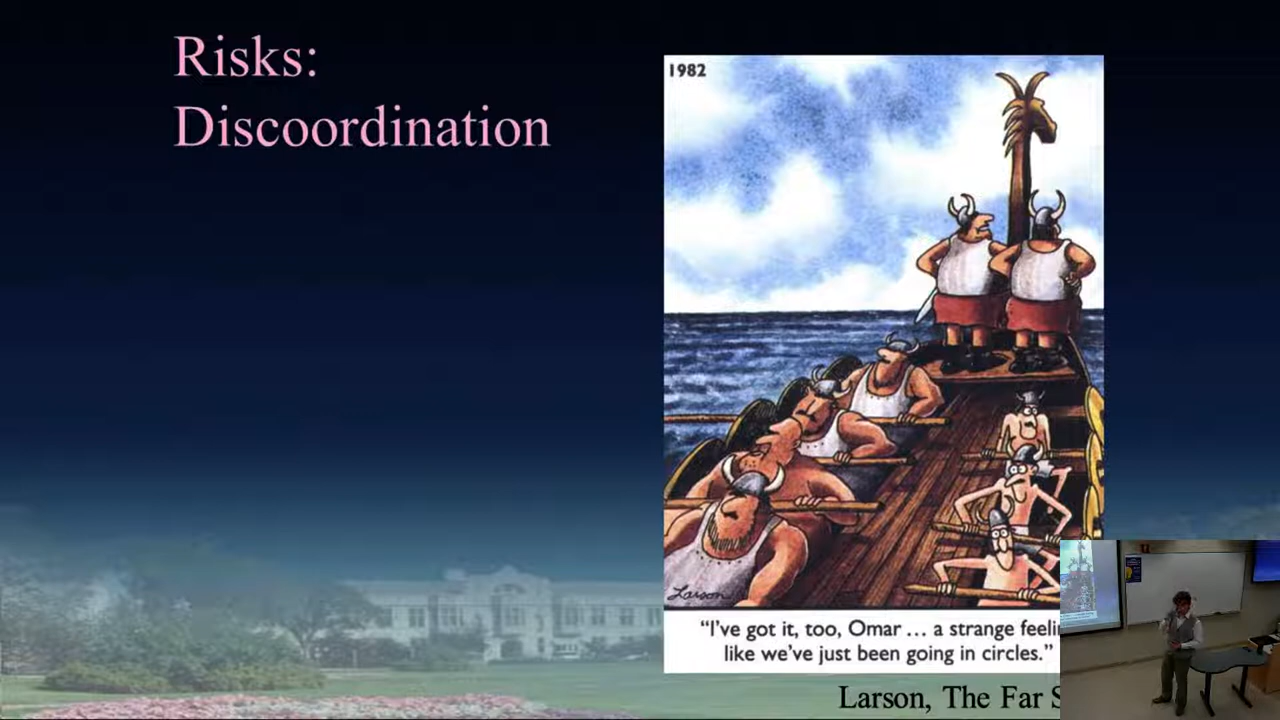 Risks:
Discoordination
1982
Larson
“I've got it, too, Omar ... a strange
like we've just been going in circles.”
Larson, The Far